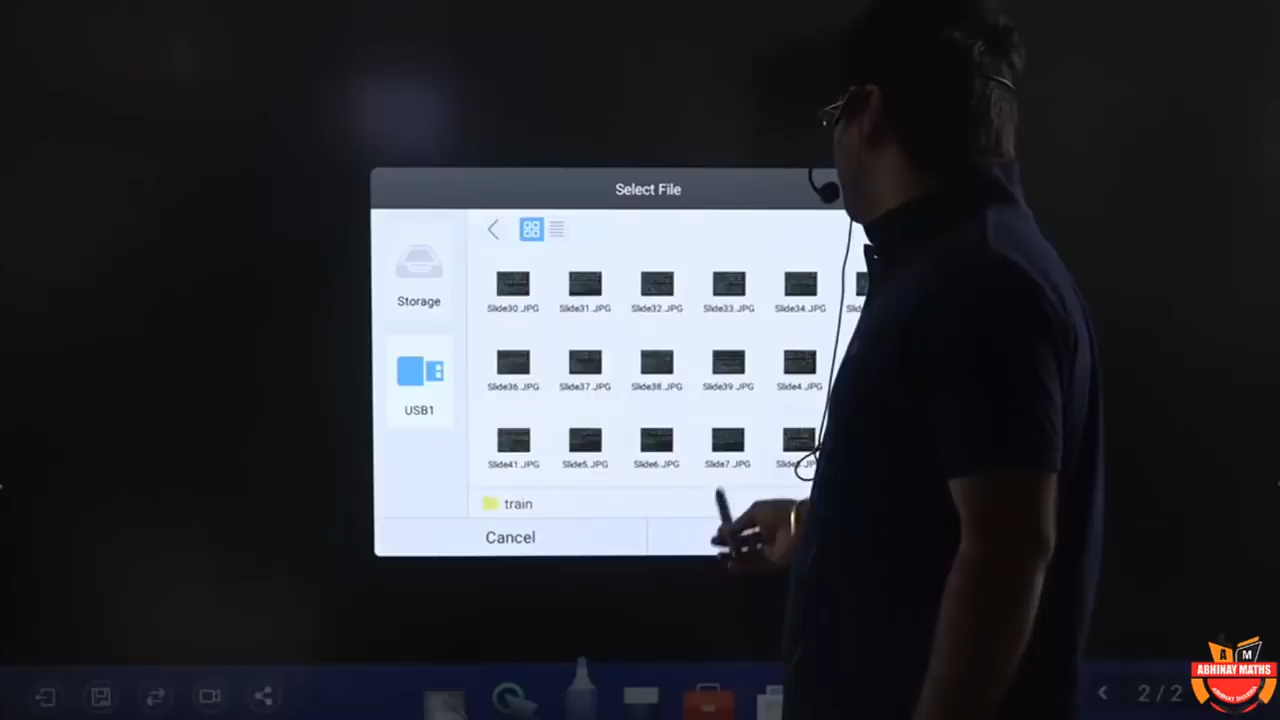 Select File
Storage
USB1
Slide30.JPG Slide31.JPG Slide32.JPG Slide33.JPG Slide34.JPG
Slide36.JPG Slide37.JPG Slide38.JPG Slide39.JPG Slide4.JPG
Slide41.JPG Slide5.JPG Slide6.JPG Slide7.JPG
train
Cancel
2/2
A M
ABHINAY MATHS
ABHINAY SHARMA